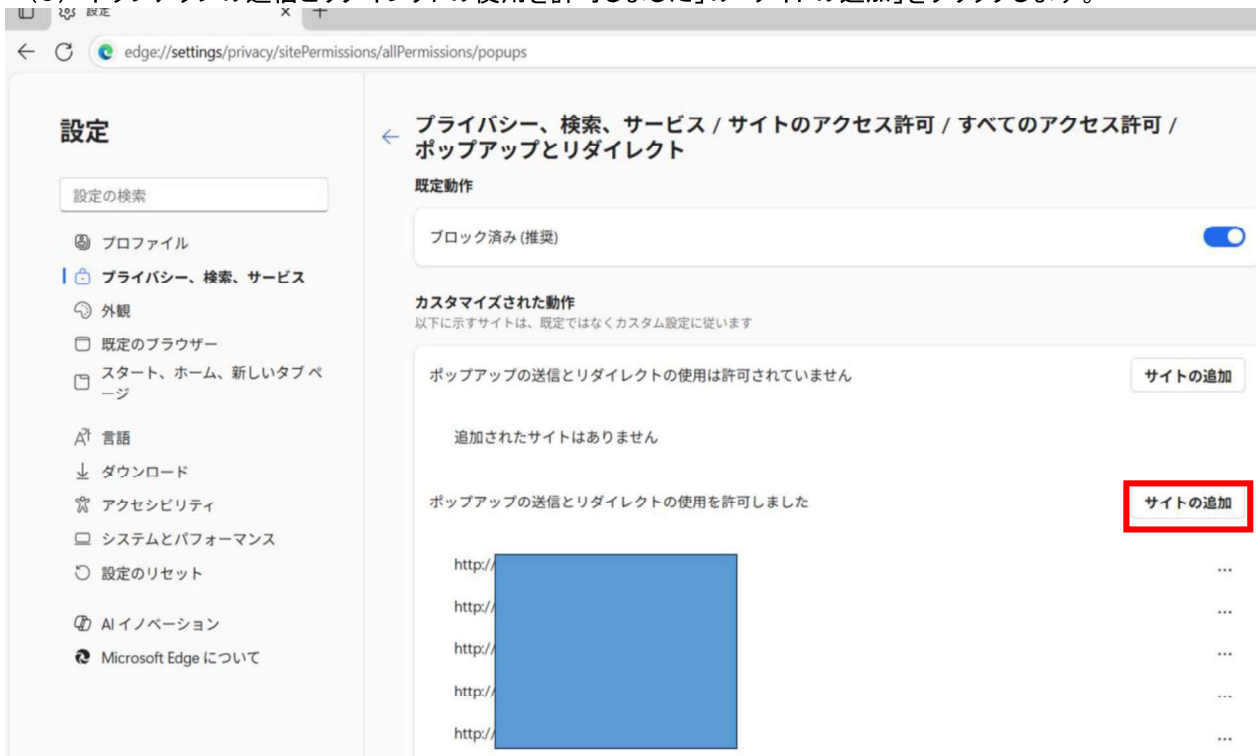 設定
edge://settings/privacy/sitePermissions/allPermissions/popups
設定
プライバシー、検索、サービス / サイトのアクセス許可 / すべてのアクセス許可 /
ポップアップとリダイレクト
設定の検索
プロファイル
プライバシー、検索、サービス
外観
既定のブラウザー
スタート、ホーム、新しいタブ ペ
ージ
言語
ダウンロード
アクセシビリティ
システムとパフォーマンス
設定のリセット
AI イノベーション
Microsoft Edge について
既定動作
ブロック済み (推奨)
カスタマイズされた動作
以下に示すサイトは、既定ではなくカスタム設定に従います
ポップアップの送信とリダイレクトの使用は許可されていません
サイトの追加
追加されたサイトはありません
ポップアップの送信とリダイレクトの使用を許可しました
サイトの追加
http://
http://
http://
http://
http://